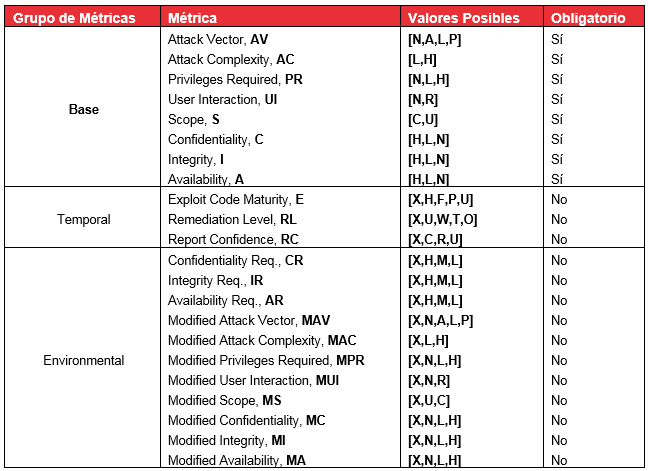 Grupo de Métricas Métrica Valores Posibles Obligatorio
Base
Attack Vector, AV [N,A,L,P] Sí
Attack Complexity, AC [L,H] Sí
Privileges Required, PR [N,L,H] Sí
User Interaction, UI [N,R] Sí
Scope, S [C,U] Sí
Confidentiality, C [H,L,N] Sí
Integrity, I [H,L,N] Sí
Availability, A [H,L,N] Sí
Temporal
Exploit Code Maturity, E [X,H,F,P,U] No
Remediation Level, RL [X,U,W,T,O] No
Report Confidence, RC [X,C,R,U] No
Environmental
Confidentiality Req., CR [X,H,M,L] No
Integrity Req., IR [X,H,M,L] No
Availability Req., AR [X,H,M,L] No
Modified Attack Vector, MAV [X,N,A,L,P] No
Modified Attack Complexity, MAC [X,L,H] No
Modified Privileges Required, MPR [X,N,L,H] No
Modified User Interaction, MUI [X,N,R] No
Modified Scope, MS [X,U,C] No
Modified Confidentiality, MC [X,N,L,H] No
Modified Integrity, MI [X,N,L,H] No
Modified Availability, MA [X,N,L,H] No